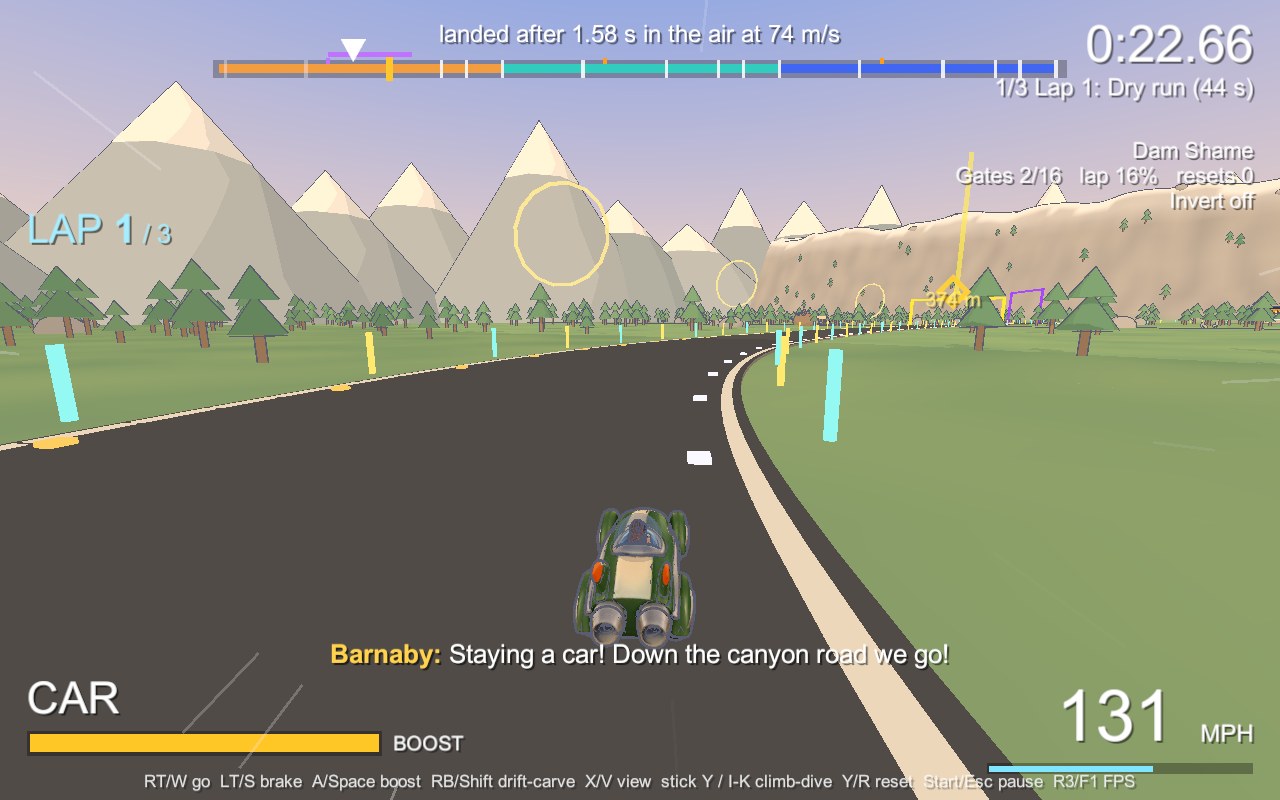 landed after 1.58 s in the air at 74 m/s
0:22.66
1/3 Lap 1: Dry run (44 s)
Dam Shame
Gates 2/16 lap 16% resets 0
Invert off
LAP 1 / 3
374 m
Barnaby: Staying a car! Down the canyon road we go!
CAR
BOOST
131 MPH
RT/W go LT/S brake A/Space boost RB/Shift drift-carve X/V view stick Y / I-K climb-dive Y/R reset Start/Esc pause R3/F1 FPS